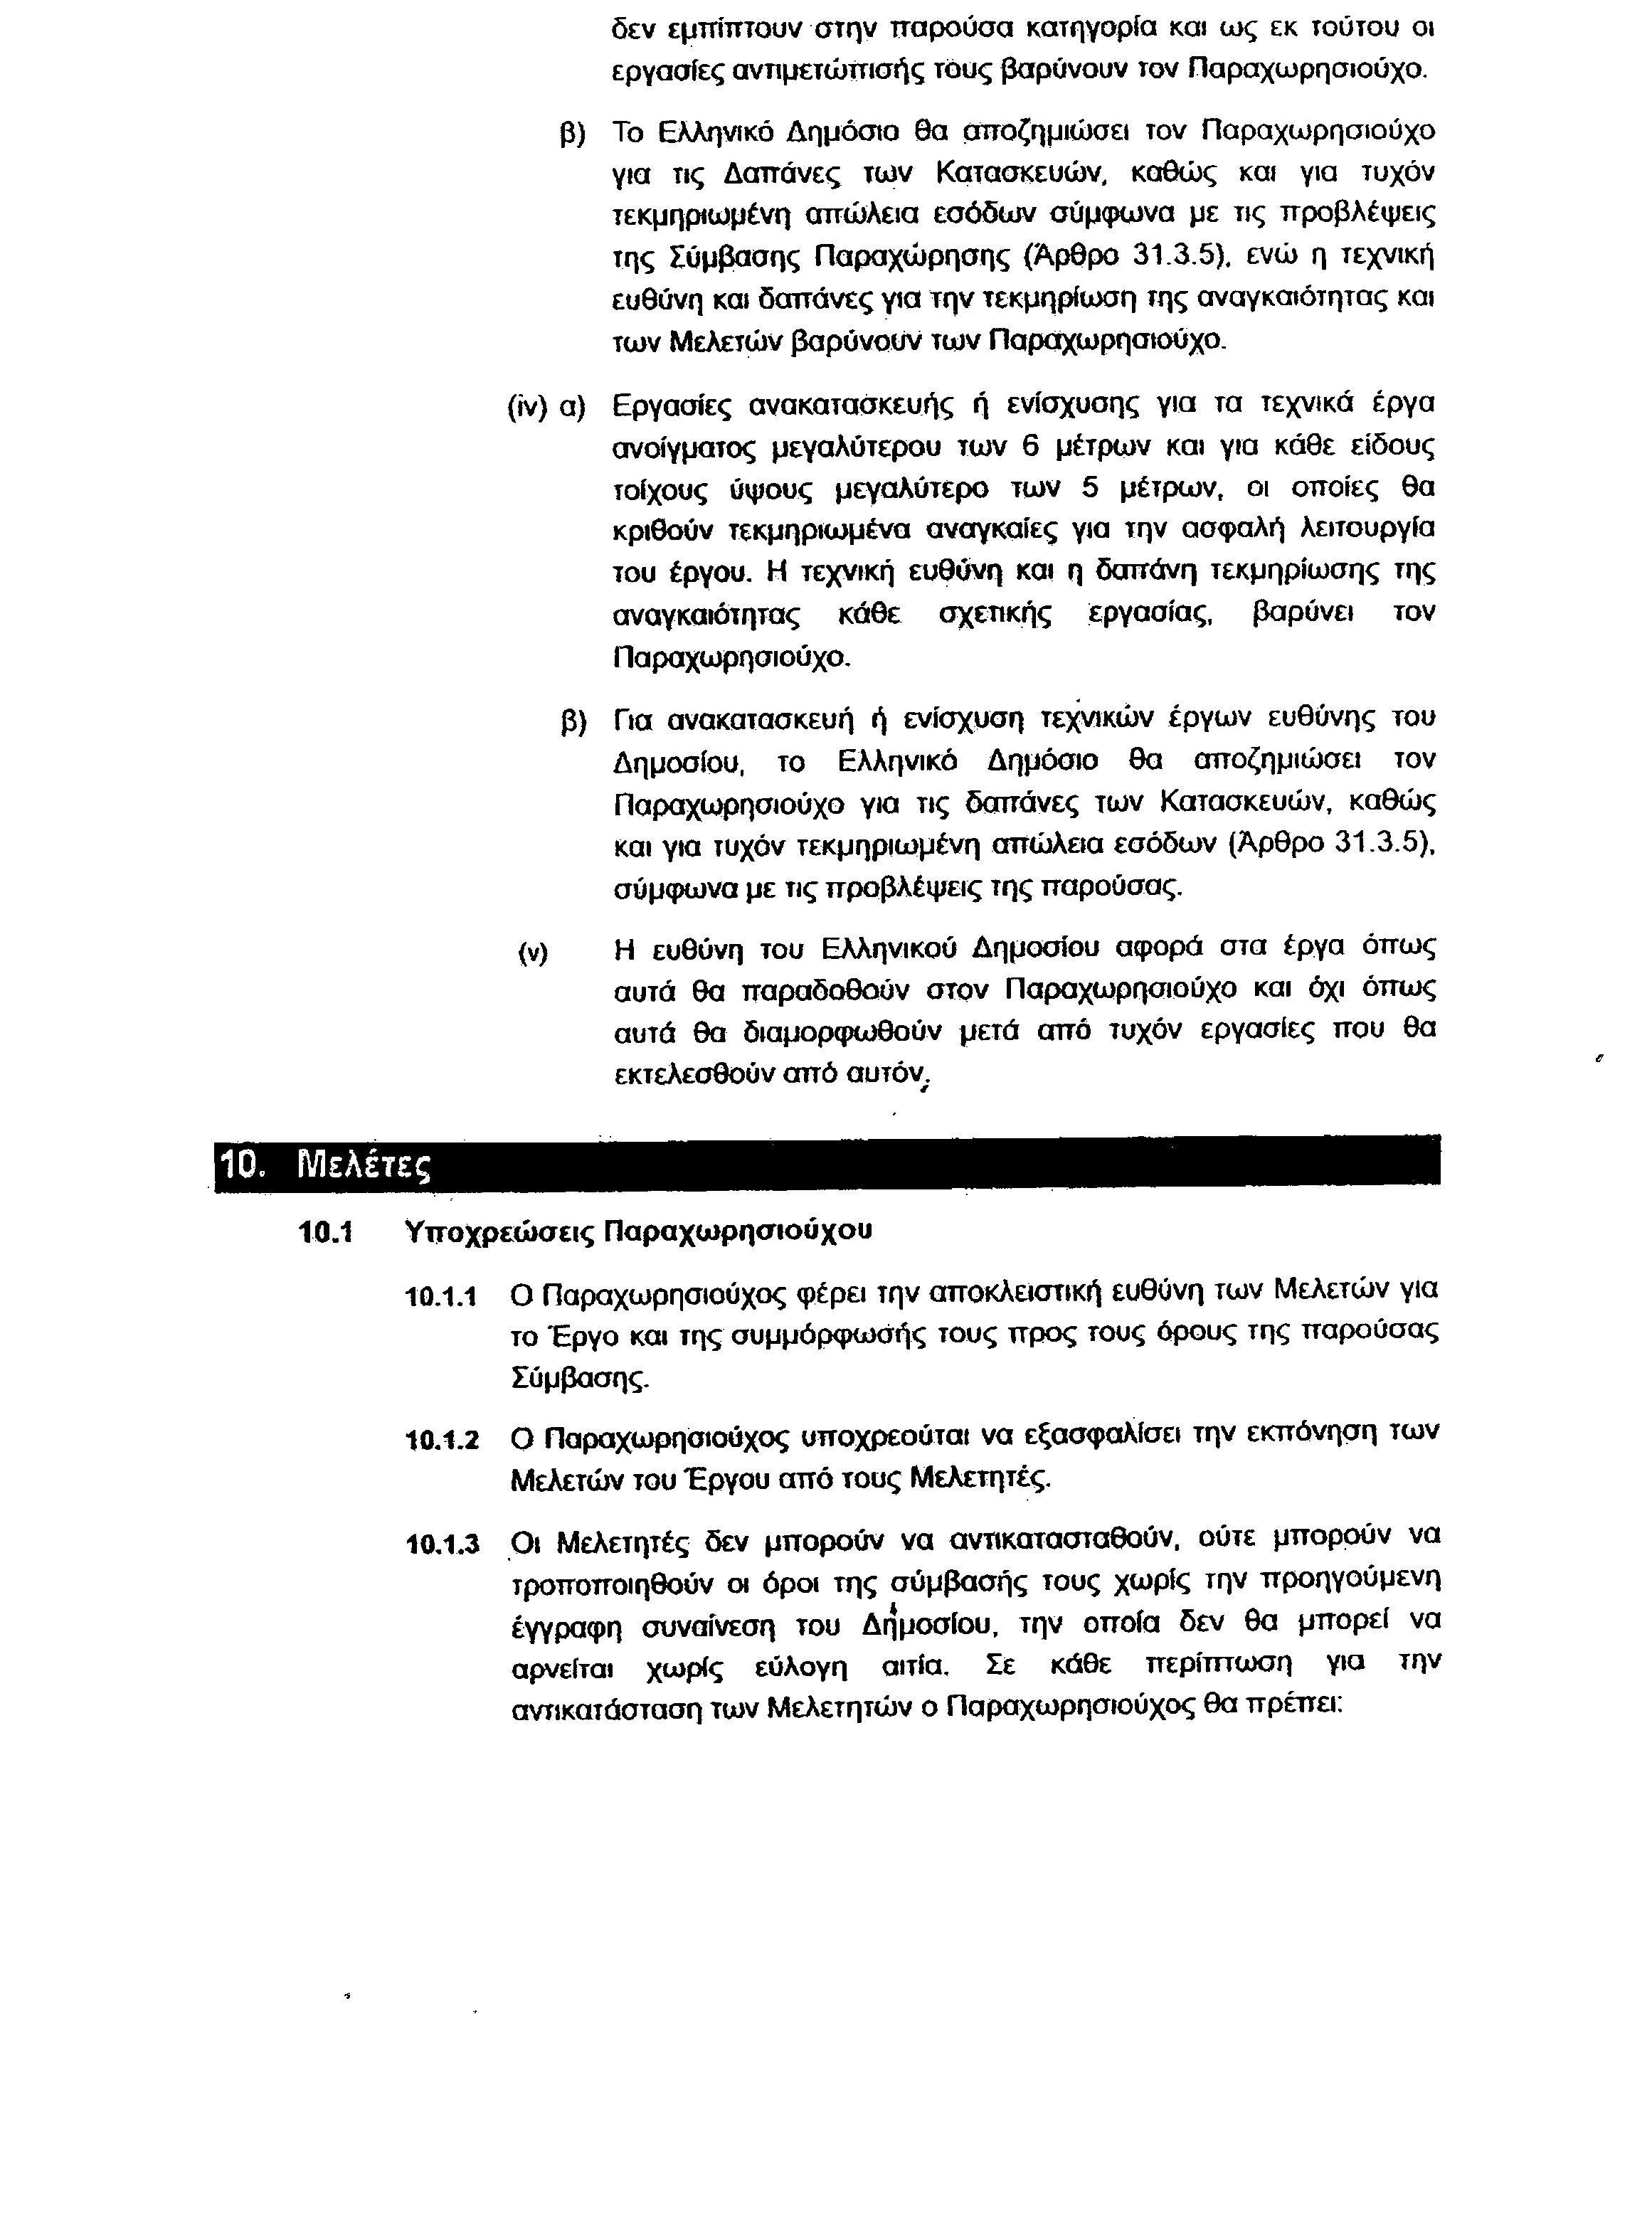 δεν εμπίπτουν στην παρούσα κατηγορία και ως εκ τούτου οι
εργασίες αντιμετώπισής τους βαρύνουν τον Παραχωρησιούχο.
β) Το Ελληνικό Δημόσιο θα αποζημιώσει τον Παραχωρησιούχο
για τις Δαπάνες των Κατασκευών, καθώς και για τυχόν
τεκμηριωμένη απώλεια εσόδων σύμφωνα με τις προβλέψεις
της Σύμβασης Παραχώρησης (Άρθρο 31.3.5), ενώ η τεχνική
ευθύνη και δαπάνες για την τεκμηρίωση της αναγκαιότητας και
των Μελετών βαρύνουν των Παραχωρησιούχο.
(iv) α) Εργασίες ανακατασκευής ή ενίσχυσης για τα τεχνικά έργα
ανοίγματος μεγαλύτερου των 6 μέτρων και για κάθε είδους
τοίχους ύψους μεγαλύτερο των 5 μέτρων, οι οποίες θα
κριθούν τεκμηριωμένα αναγκαίες για την ασφαλή λειτουργία
του έργου. Η τεχνική ευθύνη και η δαπάνη τεκμηρίωσης της
αναγκαιότητας κάθε σχετικής εργασίας, βαρύνει τον
Παραχωρησιούχο.
β) Για ανακατασκευή ή ενίσχυση τεχνικών έργων ευθύνης του
Δημοσίου, το Ελληνικό Δημόσιο θα αποζημιώσει τον
Παραχωρησιούχο για τις δαπάνες των Κατασκευών, καθώς
και για τυχόν τεκμηριωμένη απώλεια εσόδων (Άρθρο 31.3.5),
σύμφωνα με τις προβλέψεις της παρούσας.
(v) Η ευθύνη του Ελληνικού Δημοσίου αφορά στα έργα όπως
αυτά θα παραδοθούν στον Παραχωρησιούχο και όχι όπως
αυτά θα διαμορφωθούν μετά από τυχόν εργασίες που θα
εκτελεσθούν από αυτόν.
10. Μελέτες
10.1 Υποχρεώσεις Παραχωρησιούχου
10.1.1 Ο Παραχωρησιούχος φέρει την αποκλειστική ευθύνη των Μελετών για
το Έργο και της συμμόρφωσής τους προς τους όρους της παρούσας
Σύμβασης.
10.1.2 Ο Παραχωρησιούχος υποχρεούται να εξασφαλίσει την εκπόνηση των
Μελετών του Έργου από τους Μελετητές.
10.1.3 Οι Μελετητές δεν μπορούν να αντικατασταθούν, ούτε μπορούν να
τροποποιηθούν οι όροι της σύμβασής τους χωρίς την προηγούμενη
έγγραφη συναίνεση του Δημοσίου, την οποία δεν θα μπορεί να
αρνείται χωρίς εύλογη αιτία. Σε κάθε περίπτωση για την
αντικατάσταση των Μελετητών ο Παραχωρησιούχος θα πρέπει: